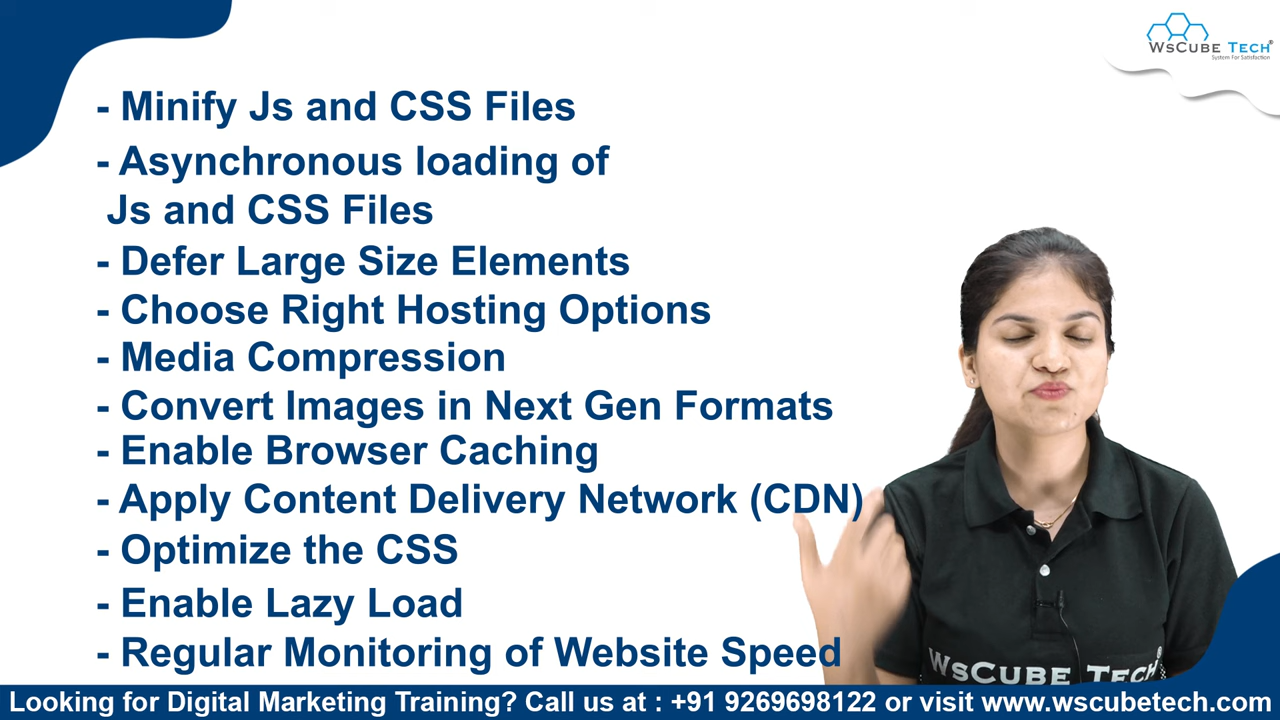 WsCube Tech®
System For Satisfaction
- Minify Js and CSS Files
- Asynchronous loading of
Js and CSS Files
- Defer Large Size Elements
- Choose Right Hosting Options
- Media Compression
- Convert Images in Next Gen Formats
- Enable Browser Caching
- Apply Content Delivery Network (CDN)
- Optimize the CSS
- Enable Lazy Load
- Regular Monitoring of Website Speed
WsCube Tech®
Looking for Digital Marketing Training? Call us at : +91 9269698122 or visit www.wscubetech.com